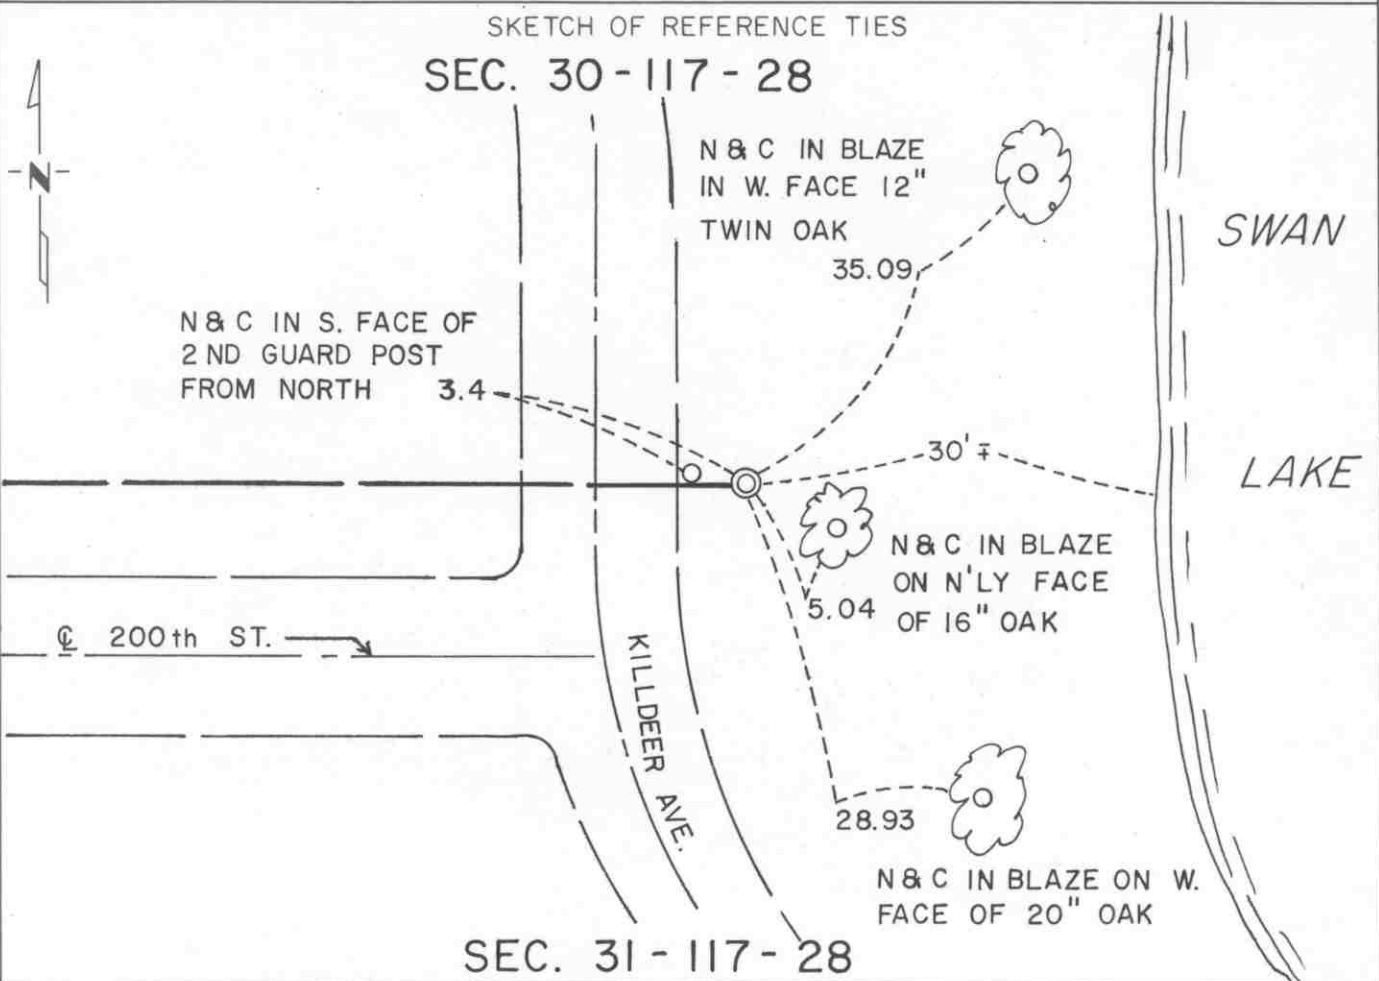 SKETCH OF REFERENCE TIES
SEC. 30-117-28
N
N & C IN BLAZE
IN W. FACE 12"
TWIN OAK
35.09
SWAN
N & C IN S. FACE OF
2ND GUARD POST
FROM NORTH 3.4
30' ∓
LAKE
N & C IN BLAZE
ON N'LY FACE
OF 16" OAK
5.04
℄ 200th ST.
KILLDEER AVE.
28.93
N & C IN BLAZE ON W.
FACE OF 20" OAK
SEC. 31-117-28